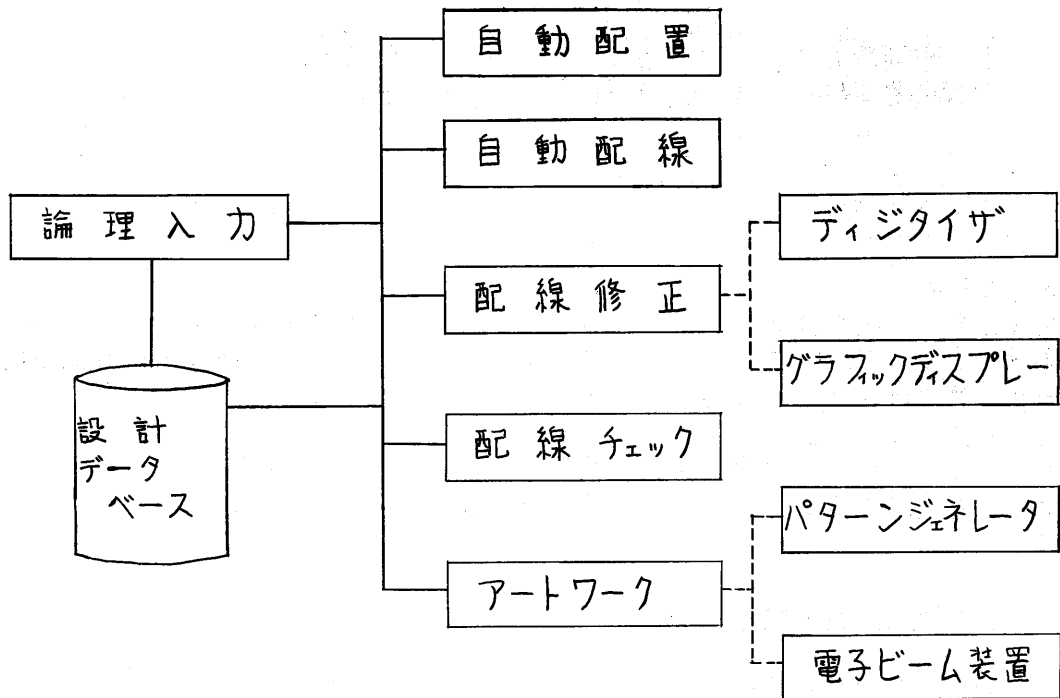 自動配置
自動配線
論理入力
ディジタイザ
配線修正
グラフィックディスプレー
設計
データ
ベース
配線チェック
パターンジェネレータ
アートワーク
電子ビーム装置